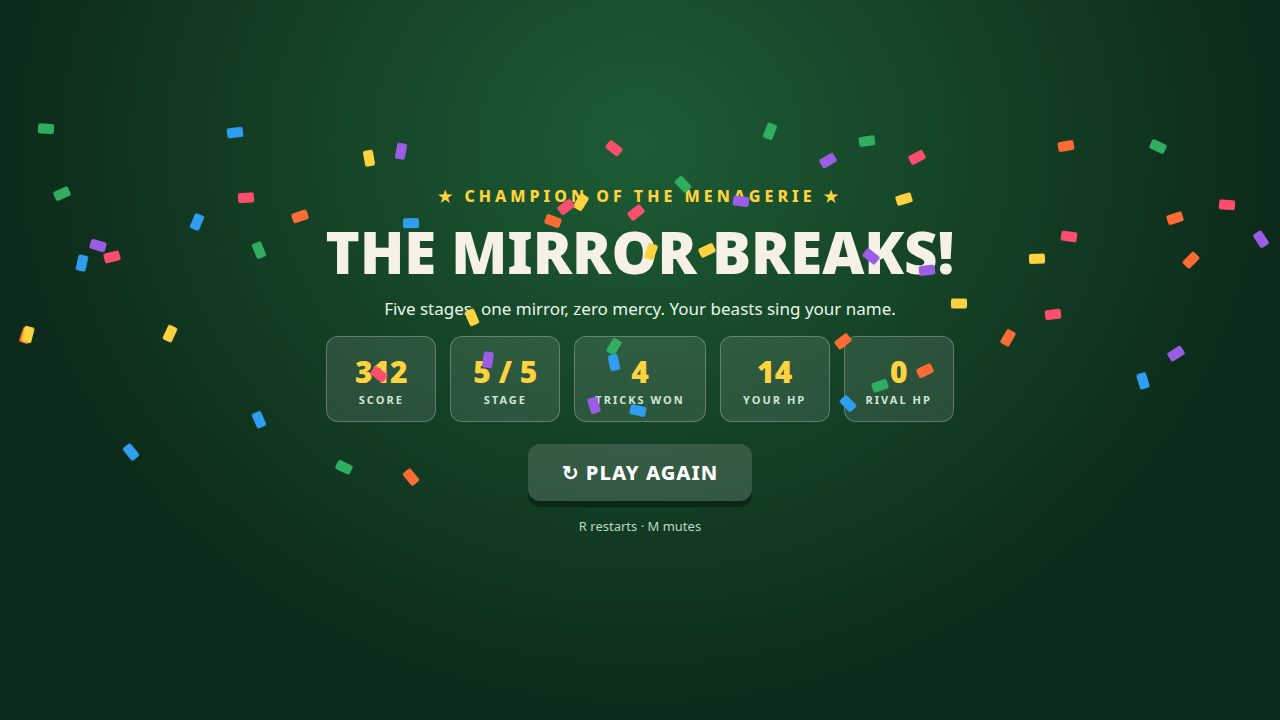 ★ CHAMPION OF THE MENAGERIE ★
THE MIRROR BREAKS!
Five stages, one mirror, zero mercy. Your beasts sing your name.
312 5 / 5 4 14 0
SCORE STAGE TRICKS WON YOUR HP RIVAL HP
↻ PLAY AGAIN
R restarts · M mutes